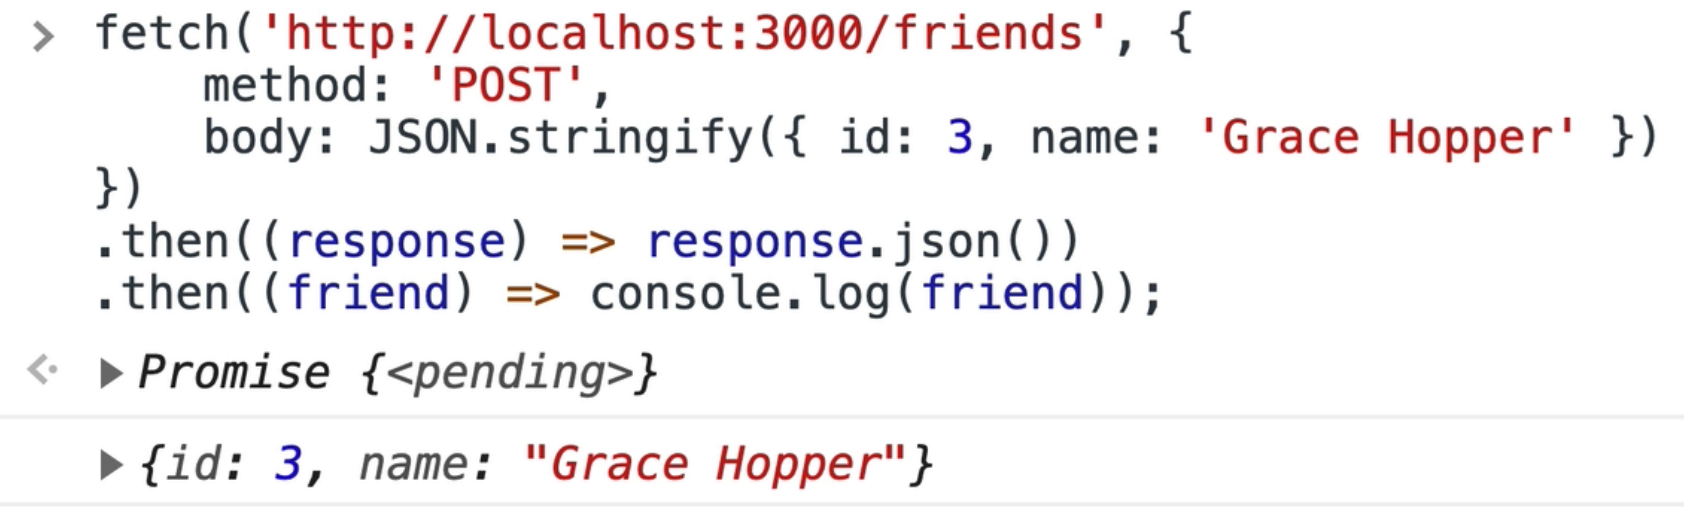 fetch('http://localhost:3000/friends', {
    method: 'POST',
    body: JSON.stringify({ id: 3, name: 'Grace Hopper' })
})
.then((response) => response.json())
.then((friend) => console.log(friend));
Promise {<pending>}
{id: 3, name: "Grace Hopper"}